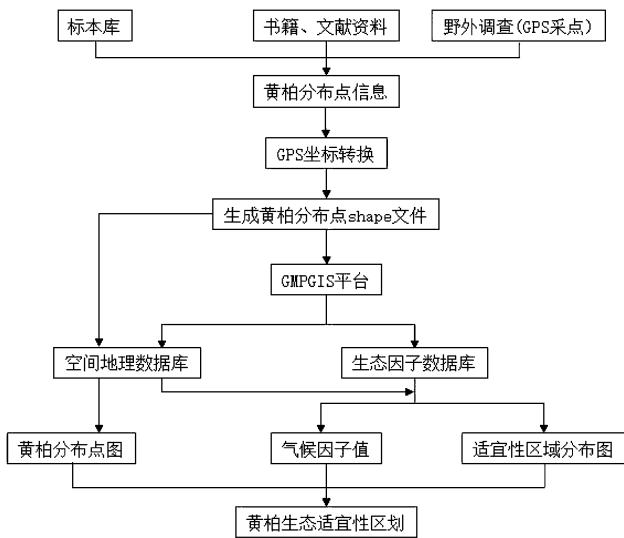 标本库
书籍、文献资料
野外调查(GPS采点)
黄柏分布点信息
GPS坐标转换
生成黄柏分布点shape文件
GMPGIS平台
空间地理数据库
生态因子数据库
黄柏分布点图
气候因子值
适宜性区域分布图
黄柏生态适宜性区划